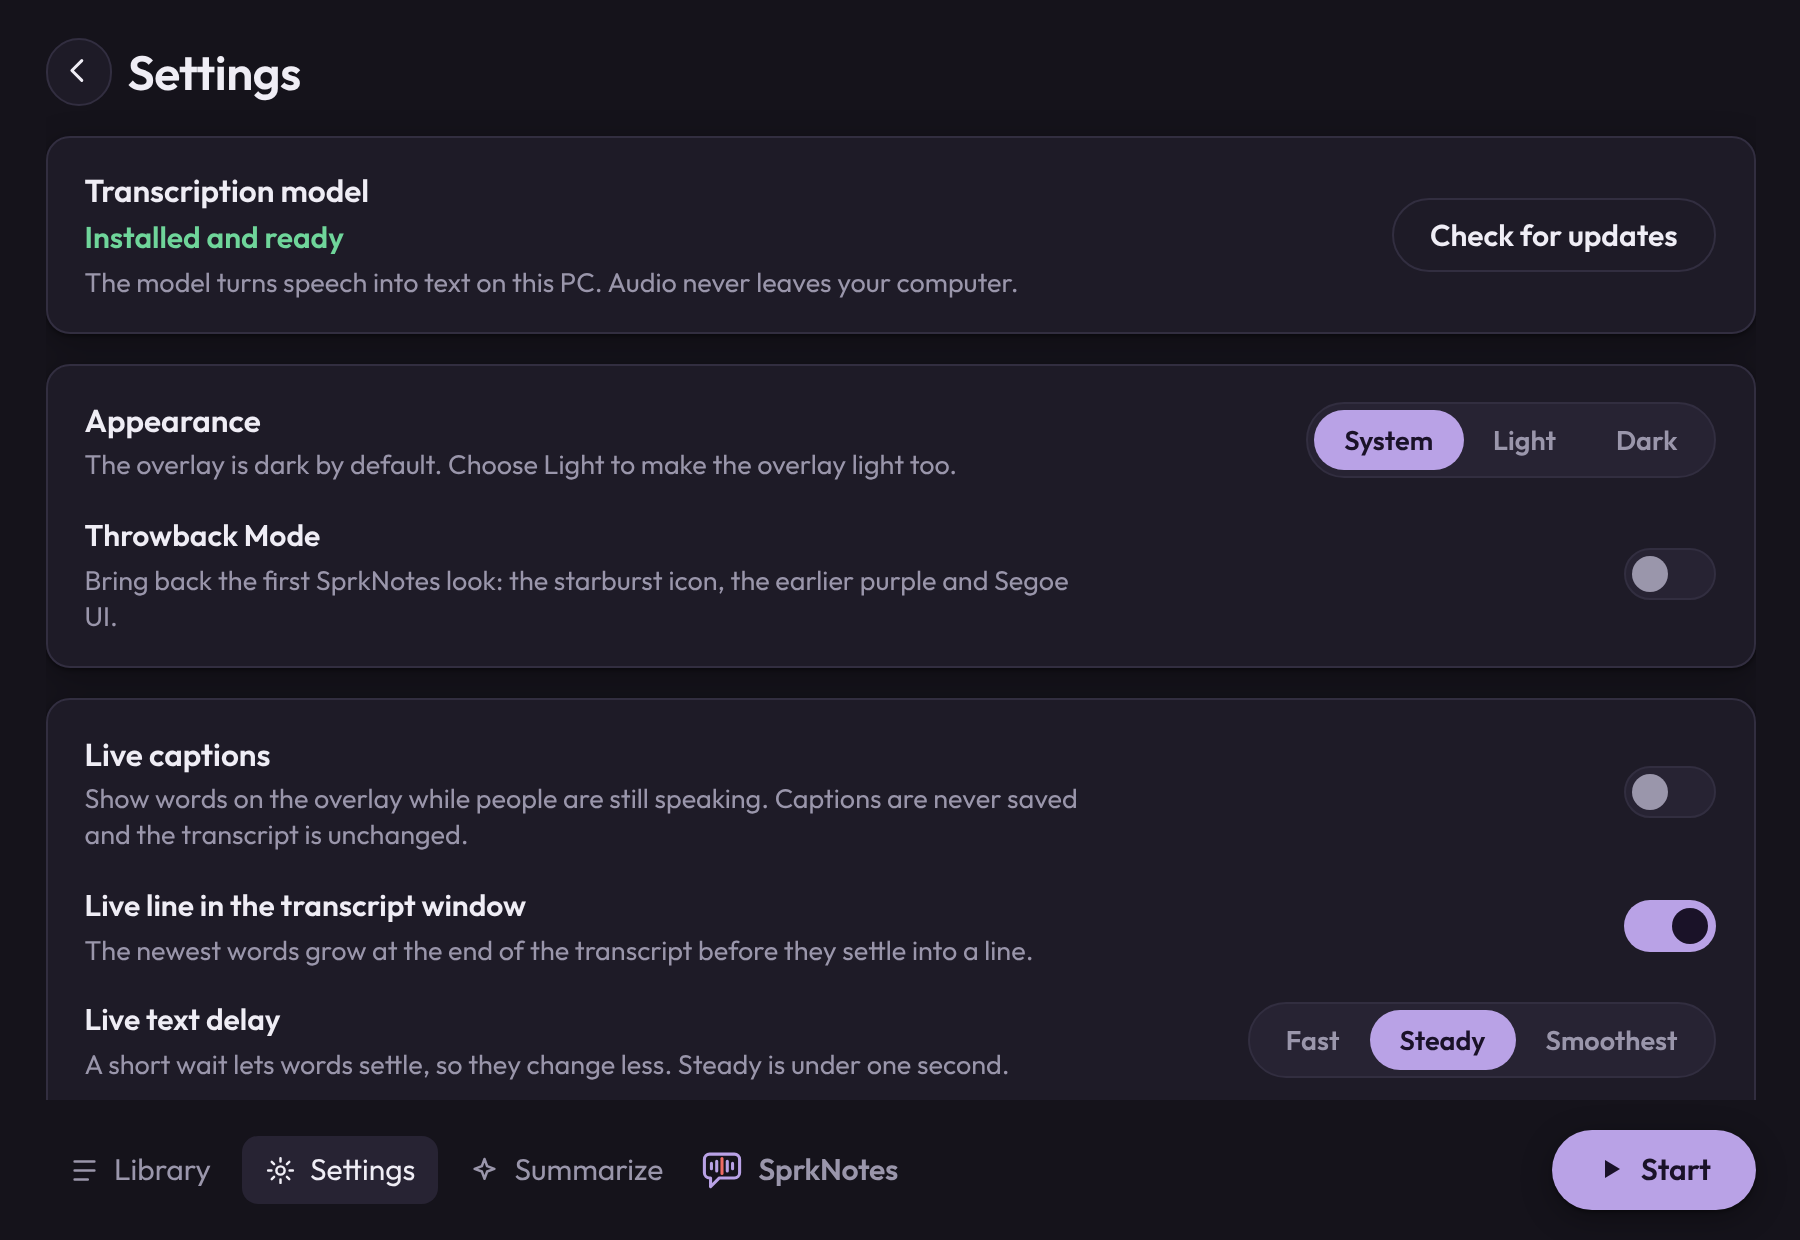 Settings
Transcription model
Installed and ready
The model turns speech into text on this PC. Audio never leaves your computer.
Check for updates
Appearance
The overlay is dark by default. Choose Light to make the overlay light too.
System Light Dark
Throwback Mode
Bring back the first SprkNotes look: the starburst icon, the earlier purple and Segoe
UI.
Live captions
Show words on the overlay while people are still speaking. Captions are never saved
and the transcript is unchanged.
Live line in the transcript window
The newest words grow at the end of the transcript before they settle into a line.
Live text delay
A short wait lets words settle, so they change less. Steady is under one second.
Fast Steady Smoothest
Library Settings Summarize SprkNotes Start